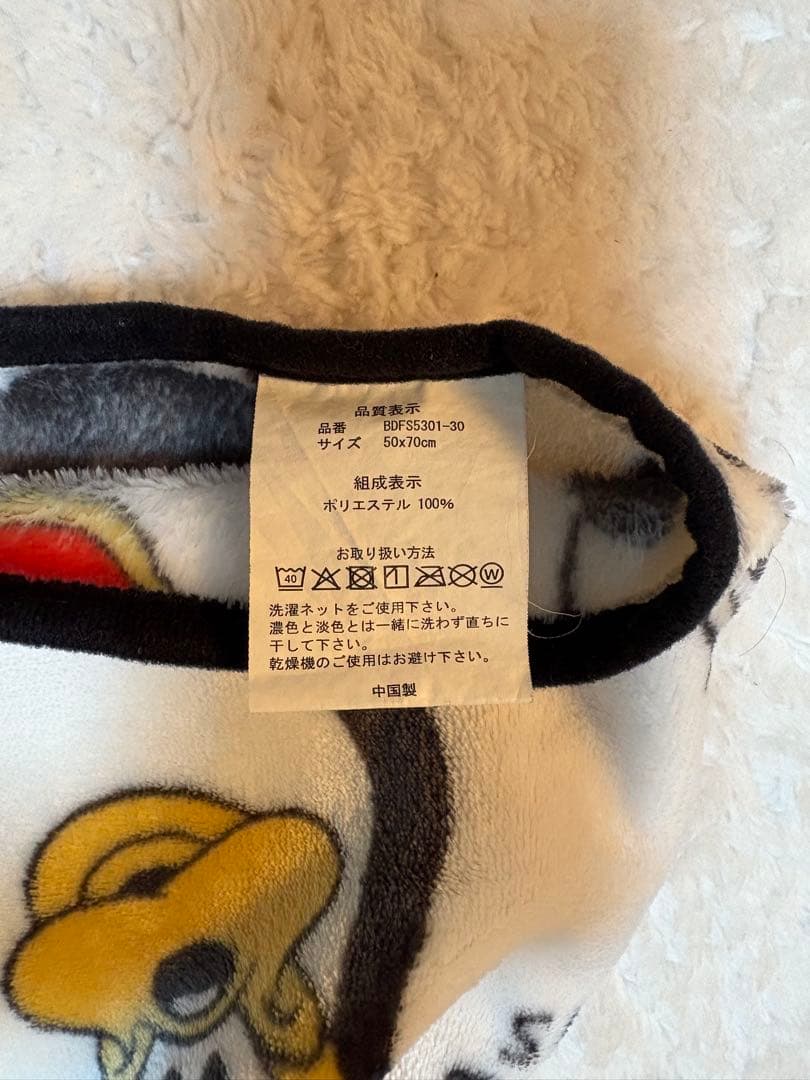 品質表示
品番 BDFS5301-30
サイズ 50x70cm
組成表示
ポリエステル 100%
お取り扱い方法
40 W
洗濯ネットをご使用下さい。
濃色と淡色とは一緒に洗わず直ちに
干して下さい。
乾燥機のご使用はお避け下さい。
中国製